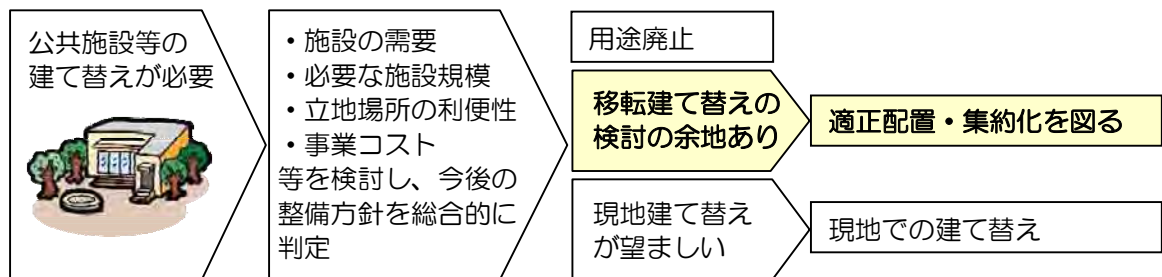 公共施設等の
建て替えが必要
・施設の需要
・必要な施設規模
・立地場所の利便性
・事業コスト
等を検討し、今後の
整備方針を総合的に
判定
用途廃止
移転建て替えの
検討の余地あり
適正配置・集約化を図る
現地建て替え
が望ましい
現地での建て替え